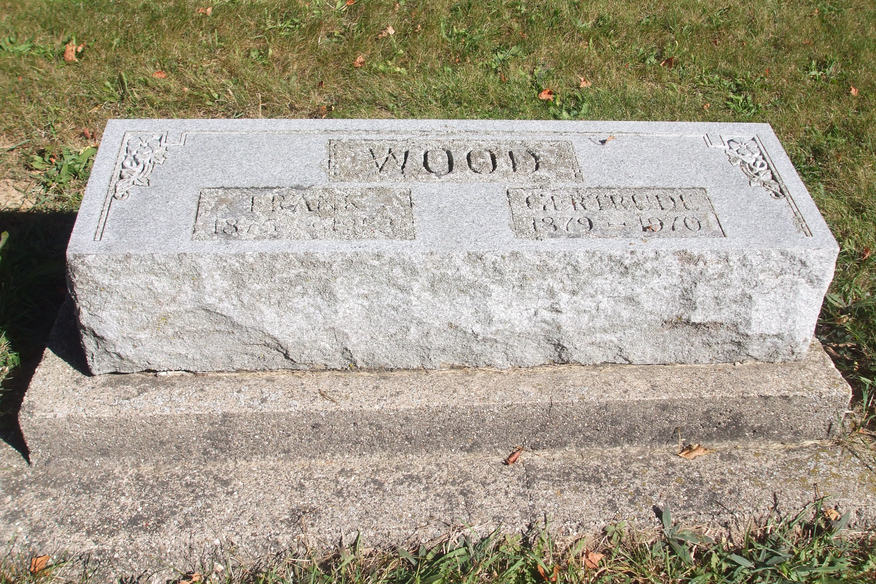 WOOD
FRANK
GERTRUDE
1879 - 1970